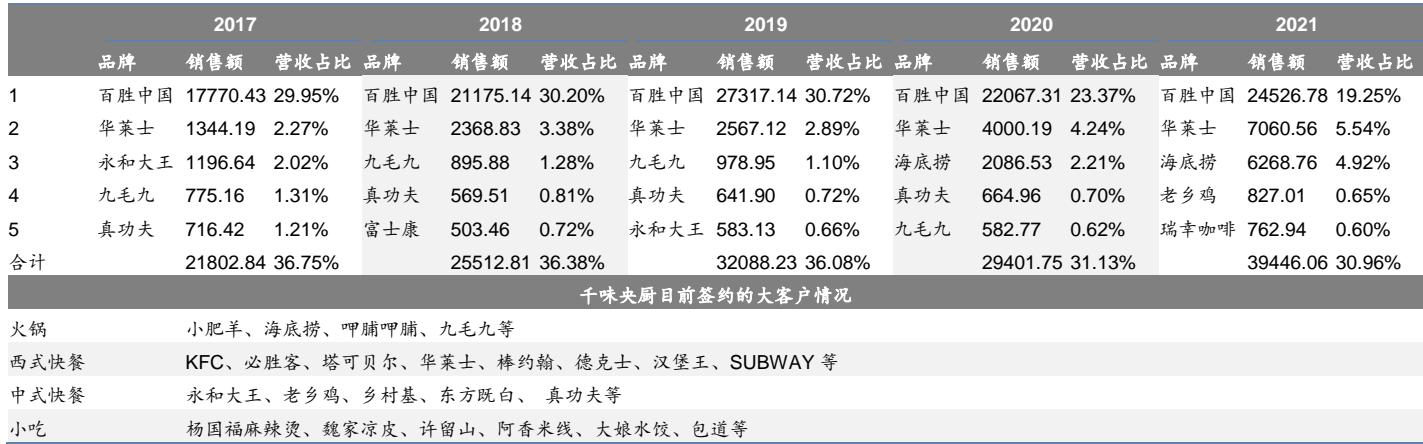 2017 2018 2019 2020 2021
品牌 销售额 营收占比 品牌 销售额 营收占比 品牌 销售额 营收占比 品牌 销售额 营收占比 品牌 销售额 营收占比
1 百胜中国 17770.43 29.95% 百胜中国 21175.14 30.20% 百胜中国 27317.14 30.72% 百胜中国 22067.31 23.37% 百胜中国 24526.78 19.25%
2 华莱士 1344.19 2.27% 华莱士 2368.83 3.38% 华莱士 2567.12 2.89% 华莱士 4000.19 4.24% 华莱士 7060.56 5.54%
3 永和大王 1196.64 2.02% 九毛九 895.88 1.28% 九毛九 978.95 1.10% 海底捞 2086.53 2.21% 海底捞 6268.76 4.92%
4 九毛九 775.16 1.31% 真功夫 569.51 0.81% 真功夫 641.90 0.72% 真功夫 664.96 0.70% 老乡鸡 827.01 0.65%
5 真功夫 716.42 1.21% 富士康 503.46 0.72% 永和大王 583.13 0.66% 九毛九 582.77 0.62% 瑞幸咖啡 762.94 0.60%
合计 21802.84 36.75% 25512.81 36.38% 32088.23 36.08% 29401.75 31.13% 39446.06 30.96%
千味央厨目前签约的大客户情况
火锅 小肥羊、海底捞、呷脯呷脯、九毛九等
西式快餐 KFC、必胜客、塔可贝尔、华莱士、棒约翰、德克士、汉堡王、SUBWAY 等
中式快餐 永和大王、老乡鸡、乡村基、东方既白、 真功夫等
小吃 杨国福麻辣烫、魏家凉皮、许留山、阿香米线、大娘水饺、包道等